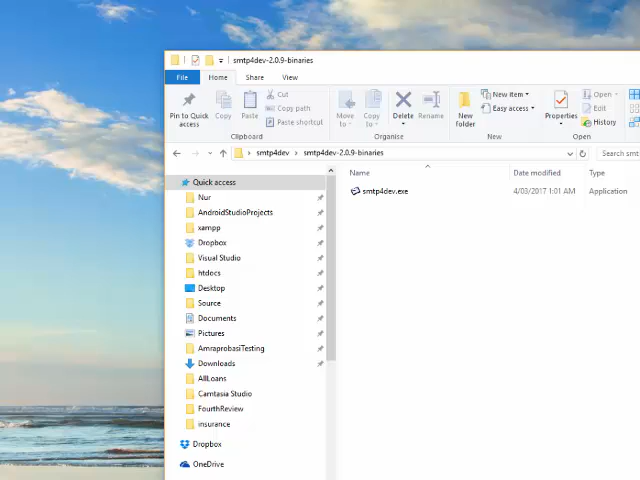 smtp4dev-2.0.9-binaries
File Home Share View
Pin to Quick access
Copy
Paste
Cut
Copy path
Paste shortcut
Clipboard
Move to
Copy to
Delete
Rename
Organise
New folder
New item
Easy access
New
Properties
Open
Edit
History
Open
smtp4dev > smtp4dev-2.0.9-binaries
Search smt
Name Date modified Type
smtp4dev.exe 4/03/2017 1:01 AM Application
Quick access
Nur
AndroidStudioProjects
xampp
Dropbox
Visual Studio
htdocs
Desktop
Source
Documents
Pictures
AmraprobasiTesting
Downloads
AllLoans
Camtasia Studio
FourthReview
insurance
Dropbox
OneDrive